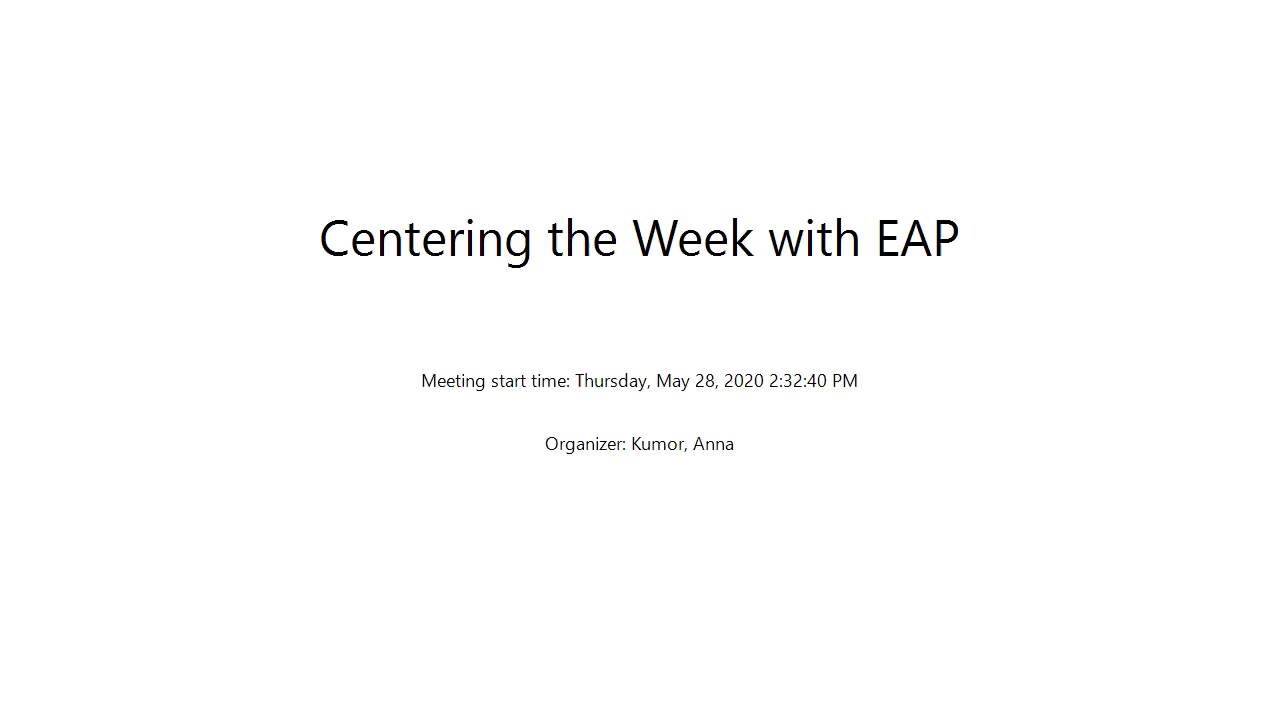 Centering the Week with EAP
Meeting start time: Thursday, May 28, 2020 2:32:40 PM
Organizer: Kumor, Anna